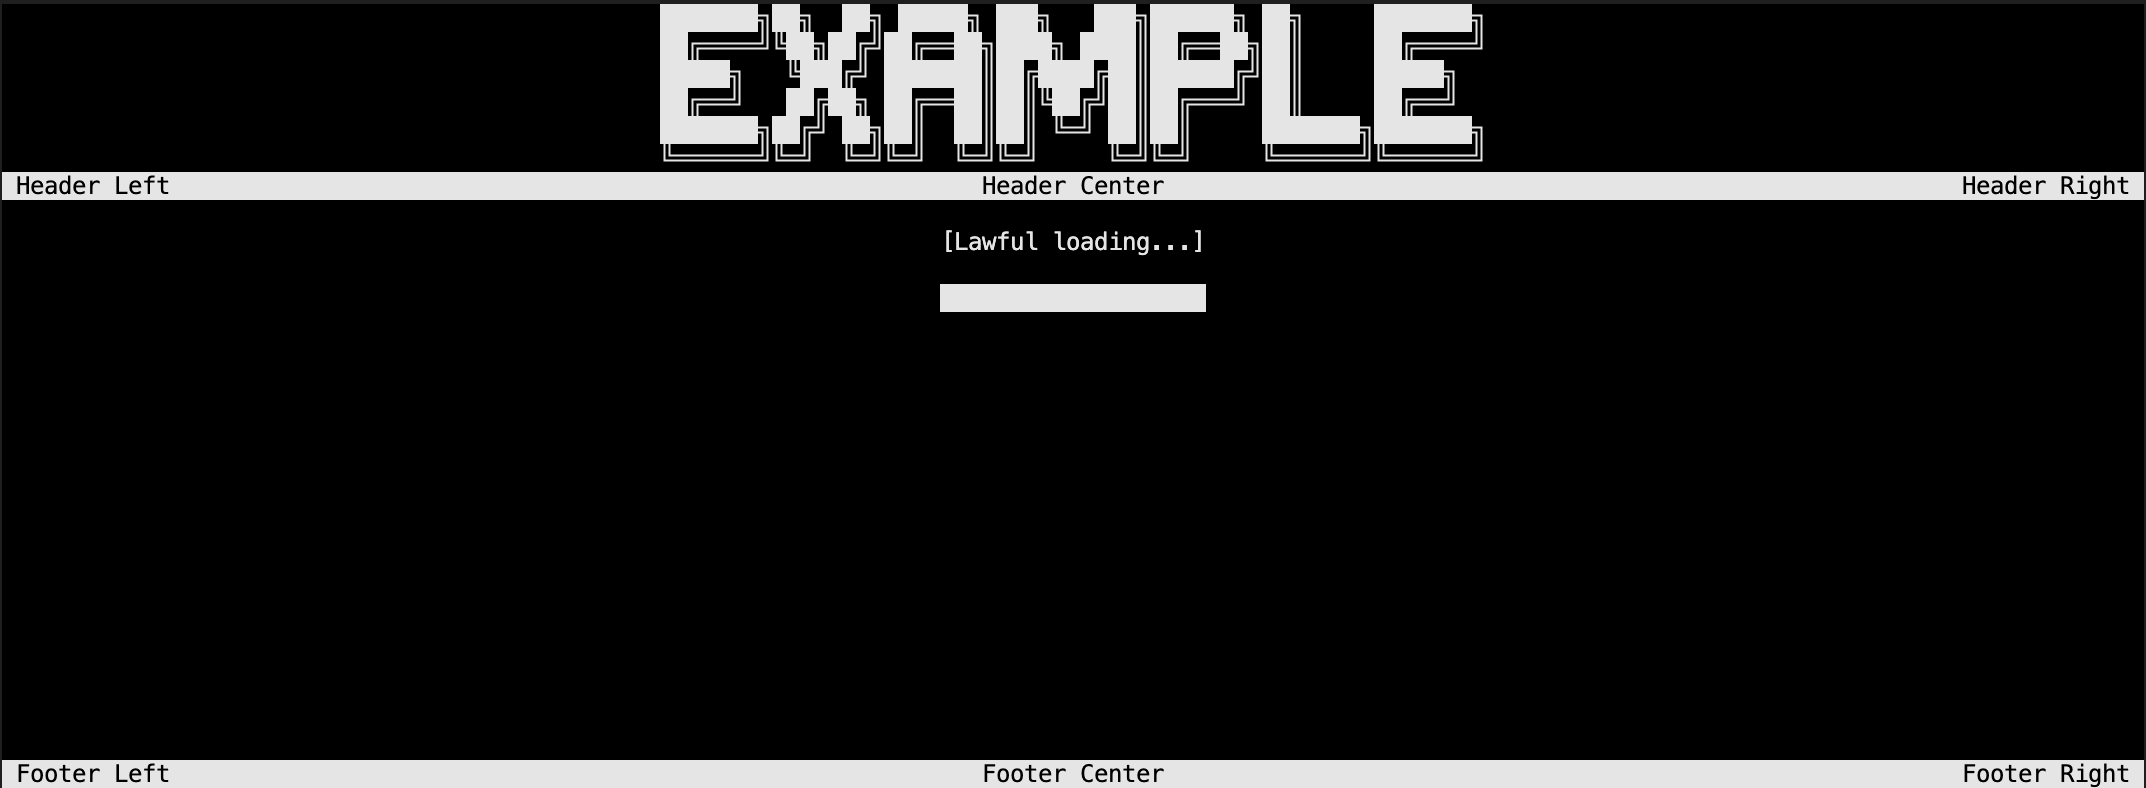 EXAMPLE
Header Left Header Center Header Right
[Lawful loading...]
Footer Left Footer Center Footer Right